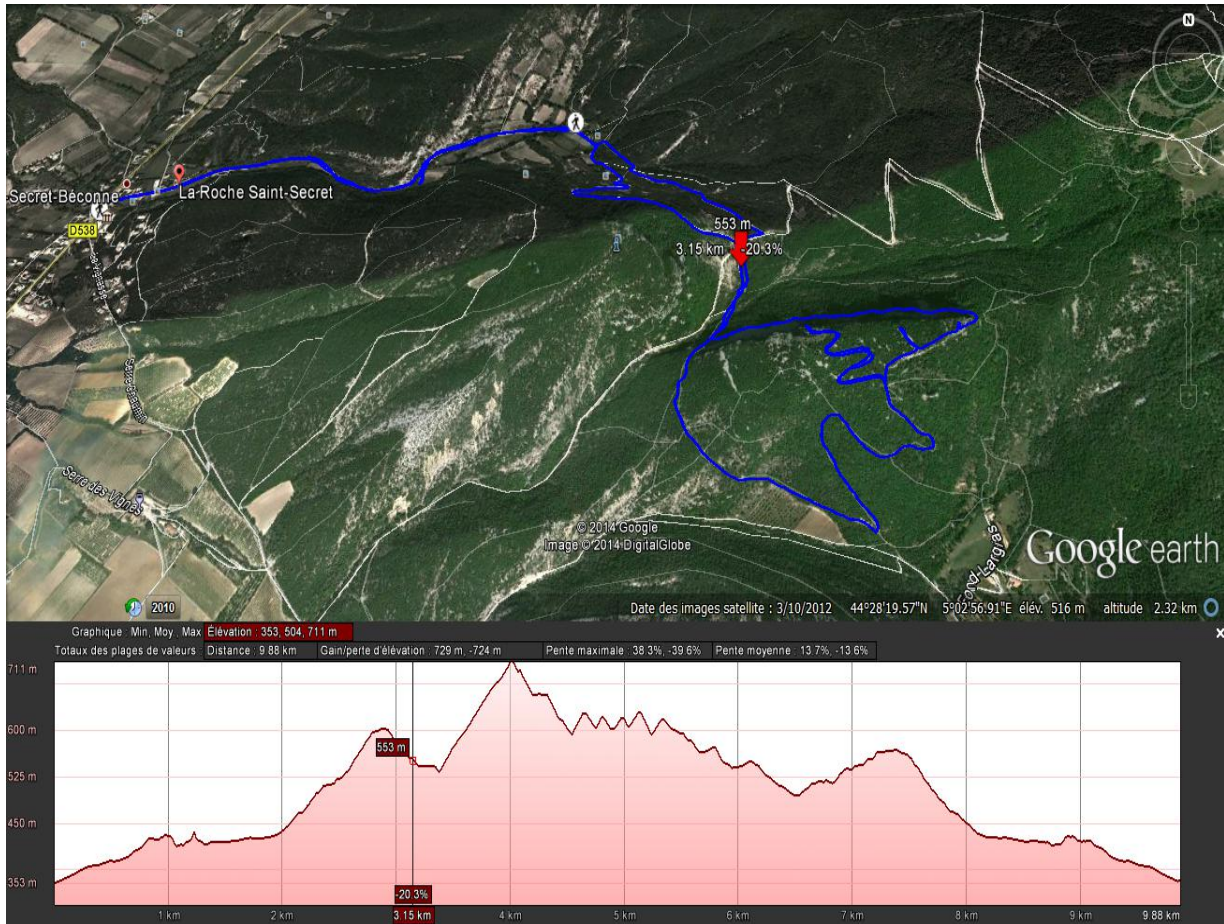 N
Secret-Béconne
La Roche Saint-Secret
D538
553 m
3.15 km -20.3%
Serre des Vignes
© 2014 Google
Image © 2014 DigitalGlobe
Google earth
2010
Date des images satellite : 3/10/2012 44°28'19.57"N 5°02'56.91"E élév. 516 m altitude 2.32 km
Graphique : Min, Moy., Max Élévation : 353, 504, 711 m
x
Totaux des plages de valeurs : Distance : 9.88 km Gain/perte d'élévation : 729 m, -724 m Pente maximale : 38.3%, -39.6% Pente moyenne : 13.7%, -13.6%
711 m
600 m
553 m
525 m
450 m
353 m
-20.3%
1 km 2 km 3.15 km 4 km 5 km 6 km 7 km 8 km 9 km 9.88 km